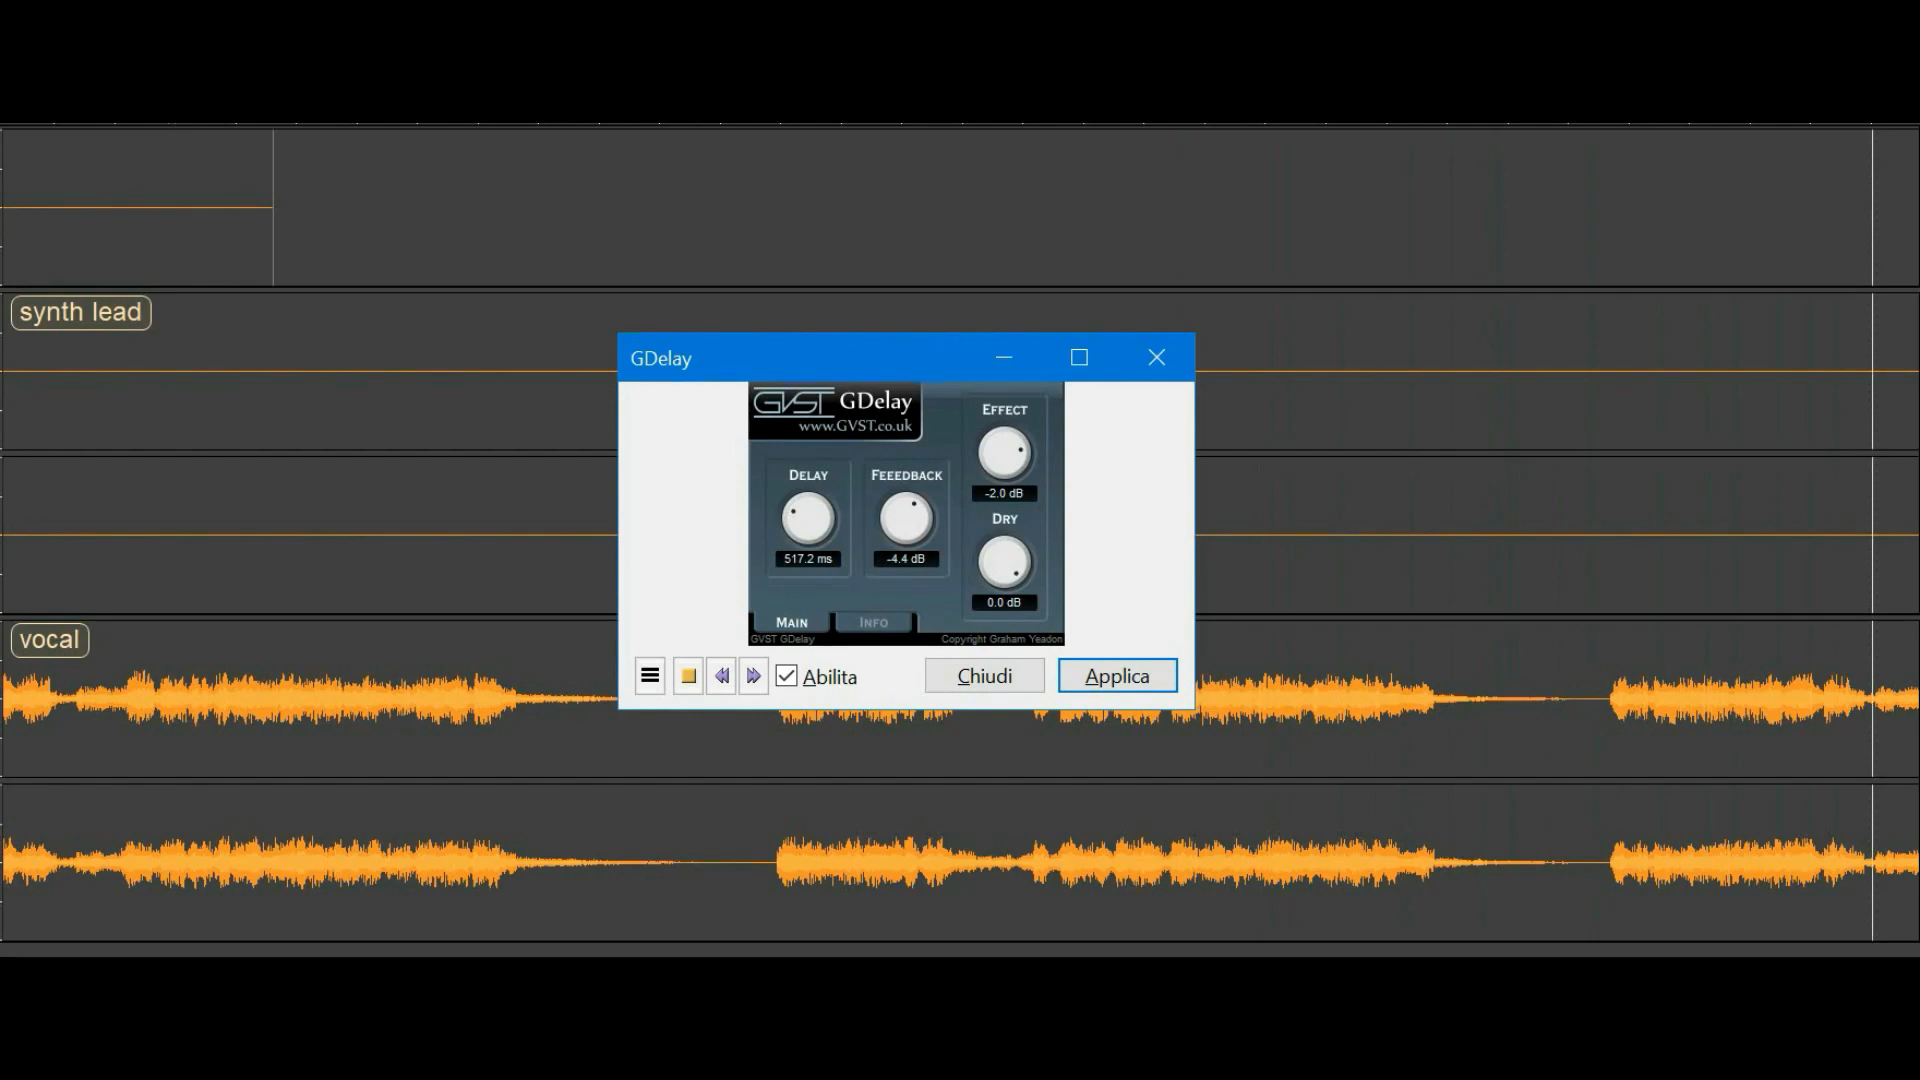 synth lead
GDelay
GVST GDelay
www.GVST.co.uk
EFFECT
-2.0 dB
DELAY
FEEEDBACK
517.2 ms
-4.4 dB
DRY
0.0 dB
MAIN
INFO
GVST GDelay
Copyright Graham Yeadon
vocal
Abilita
Chiudi
Applica